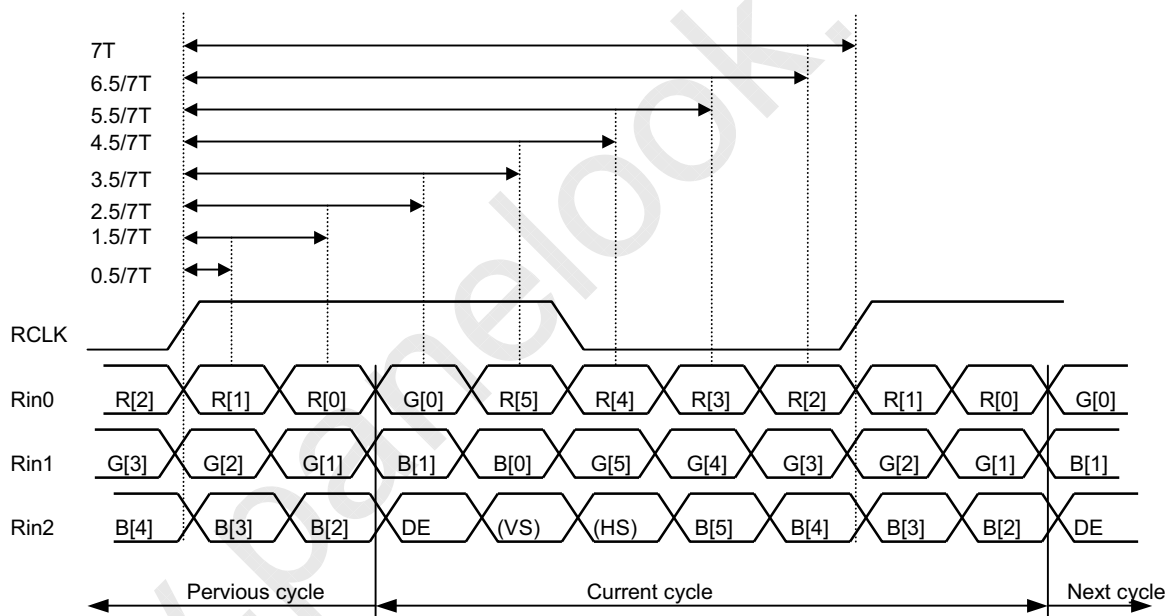 7T
6.5/7T
5.5/7T
4.5/7T
3.5/7T
2.5/7T
1.5/7T
0.5/7T
RCLK
Rin0 R[2] R[1] R[0] G[0] R[5] R[4] R[3] R[2] R[1] R[0] G[0]
Rin1 G[3] G[2] G[1] B[1] B[0] G[5] G[4] G[3] G[2] G[1] B[1]
Rin2 B[4] B[3] B[2] DE (VS) (HS) B[5] B[4] B[3] B[2] DE
Pervious cycle Current cycle Next cycle
panelook.